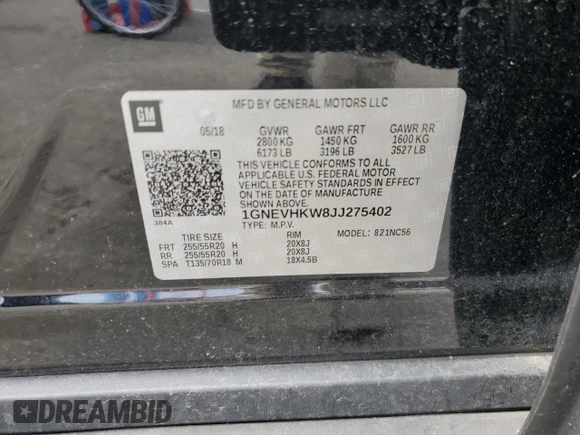 GM
MFD BY GENERAL MOTORS LLC
05/18 GVWR GAWR FRT GAWR RR
2800 KG 1450 KG 1600 KG
6173 LB 3196 LB 3527 LB
THIS VEHICLE CONFORMS TO ALL
APPLICABLE U.S. FEDERAL MOTOR
VEHICLE SAFETY STANDARDS IN EFFECT
ON THE DATE OF MANUFACTURE
SHOWN ABOVE.
1GNEVHKW8JJ275402
384A TYPE: M.P.V.
TIRE SIZE RIM MODEL: 821NC56
FRT 255/55R20 H 20X8J
RR 255/55R20 H 20X8J
SPA T135/70R18 M 18X4.5B
DREAMBID